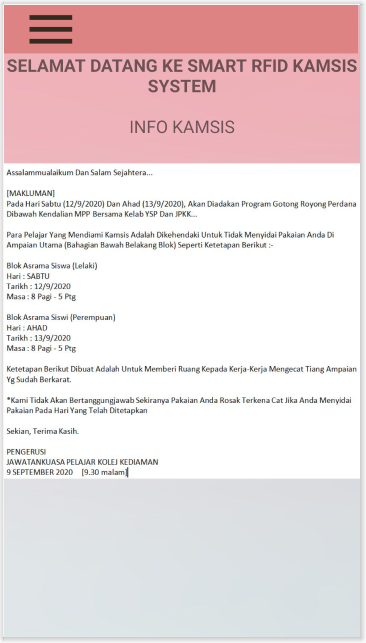 SELAMAT DATANG KE SMART RFID KAMSIS
SYSTEM
INFO KAMSIS
Assalammualaikum Dan Salam Sejahtera...
[MAKLUMAN]
Pada Hari Sabtu (12/9/2020) Dan Ahad (13/9/2020), Akan Diadakan Program Gotong Royong Perdana
Dibawah Kendalian MPP Bersama Kelab YSP Dan JPKK...
Para Pelajar Yang Mendiami Kamsis Adalah Dikehendaki Untuk Tidak Menyidai Pakaian Anda Di
Ampaian Utama (Bahagian Bawah Belakang Blok) Seperti Ketetapan Berikut :-
Blok Asrama Siswa (Lelaki)
Hari : SABTU
Tarikh : 12/9/2020
Masa : 8 Pagi - 5 Ptg
Blok Asrama Siswi (Perempuan)
Hari : AHAD
Tarikh : 13/9/2020
Masa : 8 Pagi - 5 Ptg
Ketetapan Berikut Dibuat Adalah Untuk Memberi Ruang Kepada Kerja-Kerja Mengecat Tiang Ampaian
Yg Sudah Berkarat.
*Kami Tidak Akan Bertanggungjawab Sekiranya Pakaian Anda Rosak Terkena Cat Jika Anda Menyidai
Pakaian Pada Hari Yang Telah Ditetapkan
Sekian, Terima Kasih.
PENGERUSI
JAWATANKUASA PELAJAR KOLEJ KEDIAMAN
9 SEPTEMBER 2020 [9.30 malam]